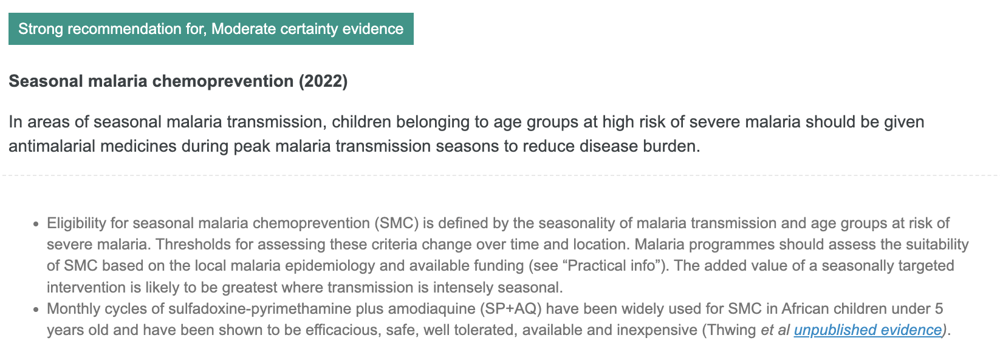 Strong recommendation for, Moderate certainty evidence
Seasonal malaria chemoprevention (2022)
In areas of seasonal malaria transmission, children belonging to age groups at high risk of severe malaria should be given
antimalarial medicines during peak malaria transmission seasons to reduce disease burden.
• Eligibility for seasonal malaria chemoprevention (SMC) is defined by the seasonality of malaria transmission and age groups at risk of
severe malaria. Thresholds for assessing these criteria change over time and location. Malaria programmes should assess the suitability
of SMC based on the local malaria epidemiology and available funding (see “Practical info”). The added value of a seasonally targeted
intervention is likely to be greatest where transmission is intensely seasonal.
• Monthly cycles of sulfadoxine-pyrimethamine plus amodiaquine (SP+AQ) have been widely used for SMC in African children under 5
years old and have been shown to be efficacious, safe, well tolerated, available and inexpensive (Thwing et al unpublished evidence).